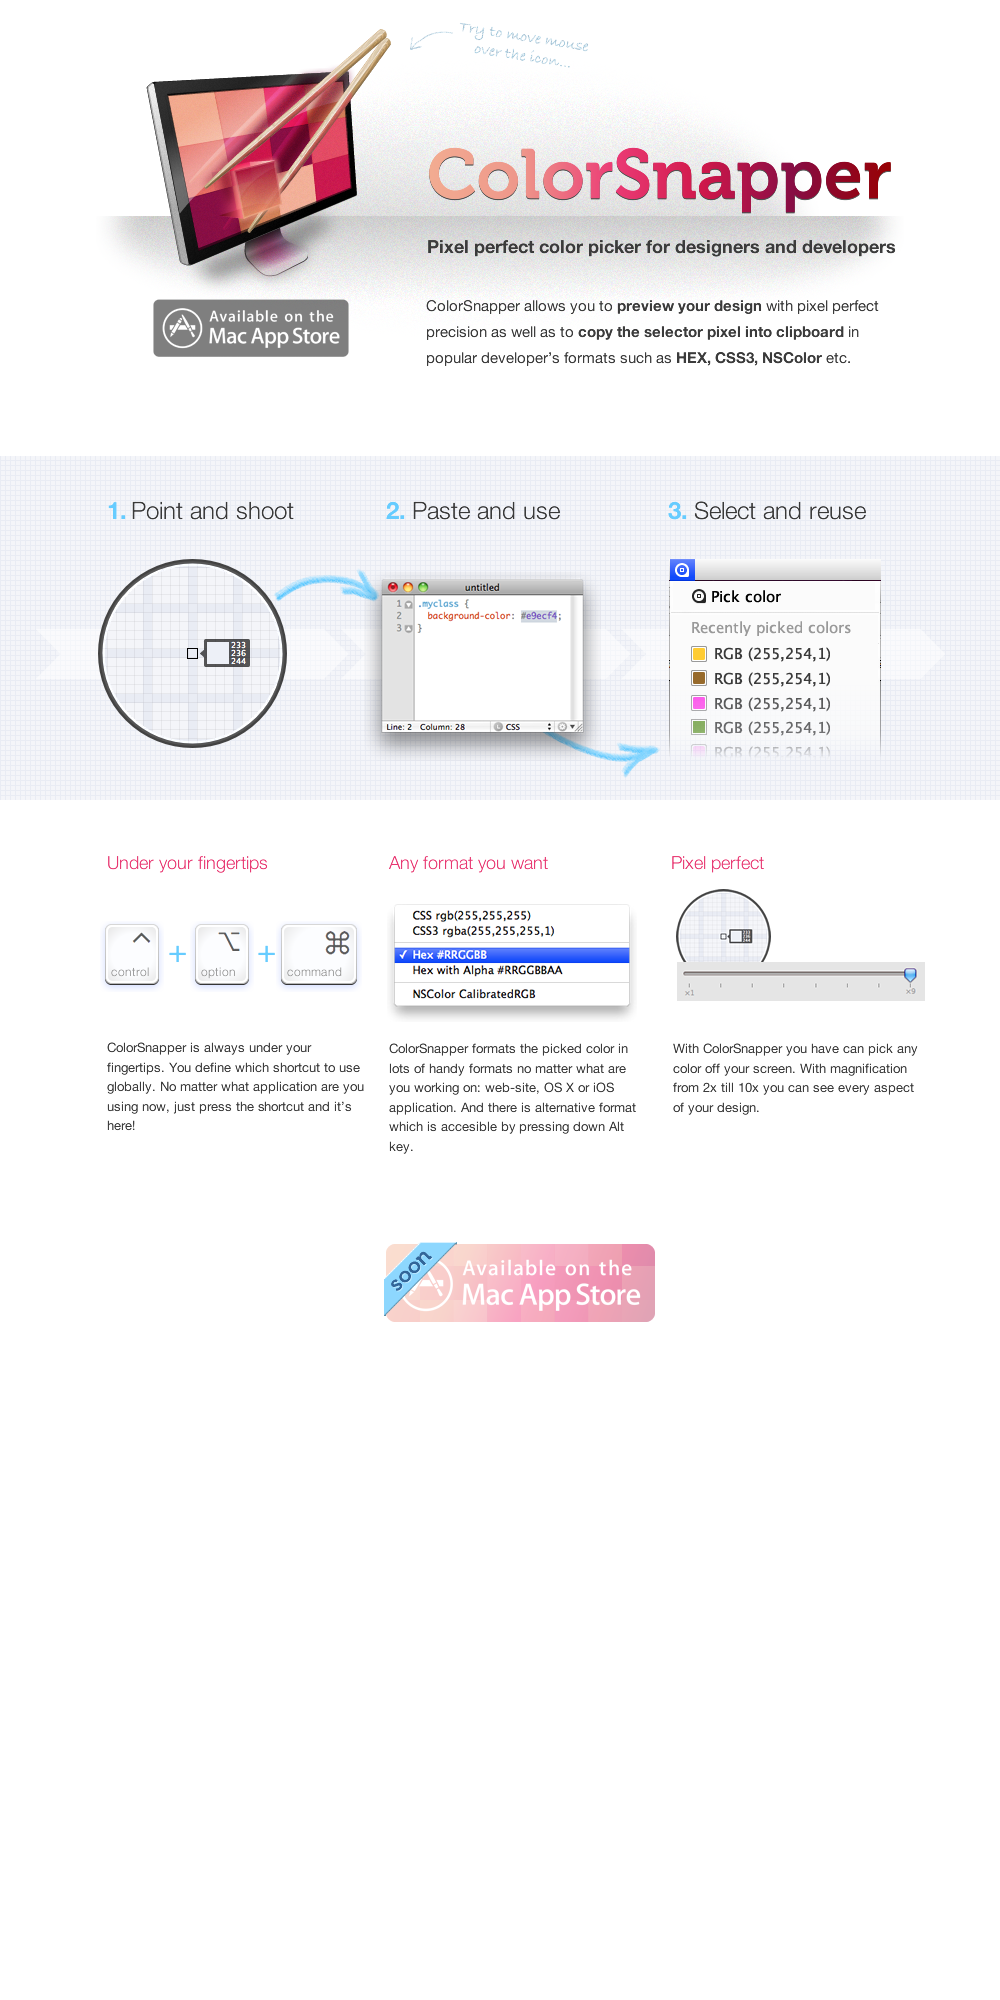 Try to move mouse
over the icon...
ColorSnapper
Pixel perfect color picker for designers and developers
Available on the
Mac App Store
ColorSnapper allows you to preview your design with pixel perfect
precision as well as to copy the selector pixel into clipboard in
popular developer's formats such as HEX, CSS3, NSColor etc.
1. Point and shoot
233
236
244
2. Paste and use
untitled
1 .myclass {
2 background-color: #e9ecf4;
3 }
Line: 2 Column: 28 L CSS
3. Select and reuse
Pick color
Recently picked colors
RGB (255,254,1)
RGB (255,254,1)
RGB (255,254,1)
RGB (255,254,1)
RGB (255,254,1)
Under your fingertips
control + option + command
ColorSnapper is always under your
fingertips. You define which shortcut to use
globally. No matter what application are you
using now, just press the shortcut and it's
here!
Any format you want
CSS rgb(255,255,255)
CSS3 rgba(255,255,255,1)
✓ Hex #RRGGBB
Hex with Alpha #RRGGBBAA
NSColor CalibratedRGB
ColorSnapper formats the picked color in
lots of handy formats no matter what are
you working on: web-site, OS X or iOS
application. And there is alternative format
which is accesible by pressing down Alt
key.
Pixel perfect
233
236
244
x1 x9
With ColorSnapper you have can pick any
color off your screen. With magnification
from 2x till 10x you can see every aspect
of your design.
soon
Available on the
Mac App Store